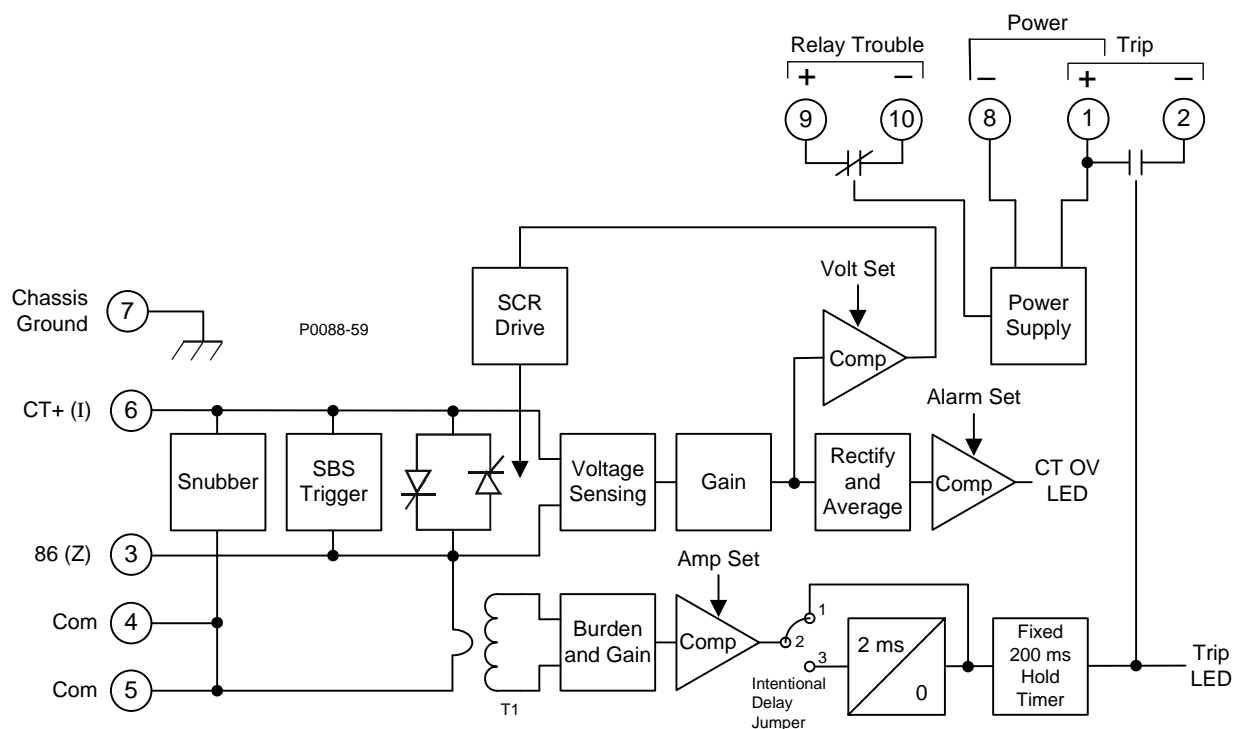 Power
Relay Trouble
Trip
+
−
−
+
−
9
10
8
1
2
Volt Set
Chassis
Ground
7
P0088-59
SCR
Drive
Comp
Power
Supply
CT+ (I)
6
Alarm Set
Snubber
SBS
Trigger
Voltage
Sensing
Gain
Rectify
and
Average
Comp
CT OV
LED
86 (Z)
3
Amp Set
Com
4
Burden
and Gain
Comp
1
2
3
2 ms
0
Fixed
200 ms
Hold
Timer
Trip
LED
Com
5
T1
Intentional
Delay
Jumper